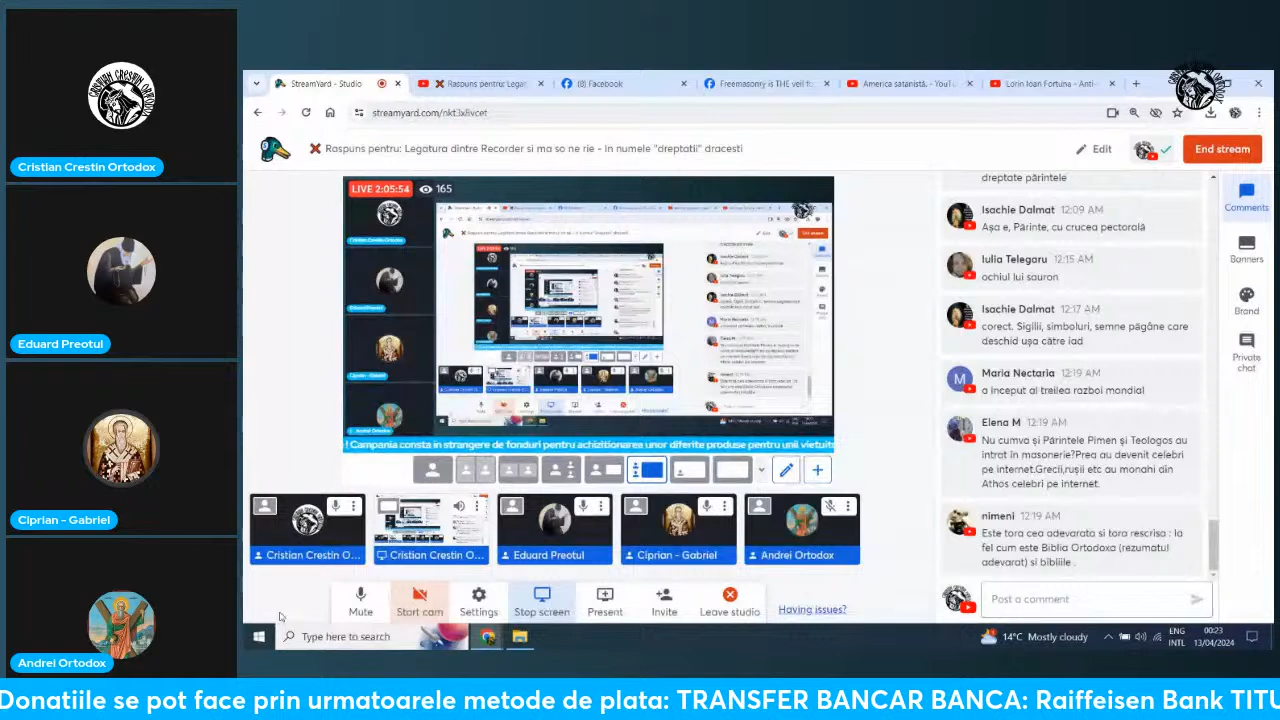 Cristian Crestin Ortodox
Eduard Preotul
Ciprian - Gabriel
Andrei Ortodox
StreamYard - Studio
Raspuns pentru: Lega
(1) Facebook
Freemasonry is THE veil fo
America satanistă. - YouTu
Lorin Ioan Fortuna - Anti-
streamyard.com/nkt3x8vcet
Raspuns pentru: Legatura dintre Recorder si ma so ne rie - in numele "dreptatii" dracesti
Edit
End stream
LIVE 2:05:54
165
! Campania consta in strangere de fonduri pentru achizitionarea unor diferite produse pentru unii vietuito
Cristian Crestin O...
Cristian Crestin O...
Eduard Preotul
Ciprian - Gabriel
Andrei Ortodox
Mute
Start cam
Settings
Stop screen
Present
Invite
Leave studio
Having issues?
dreptate părintele
Isachie Dalmat 12:09 AM
Așa e, Părinte, cu crucea pectorală
Iulia Telegaru 12:15 AM
ochiul lui sauron
Isachie Dalmat 12:17 AM
corect. Sigilii, simboluri, semne păgâne care
deschid ușa către iad
Maria Nectaria 12:19 AM
a inceput al treilea razboi mondial
Elena M 12:19 AM
Nu cumva și Părintele Pimen și Teologos au
intrat în masonerie?Prea au devenit celebri
pe internet.Grecii,rușii etc au monahi din
Athos celebri pe internet.
nimeni 12:19 AM
Este tora cea adevarata si tora rescrisa : la
fel cum este Biblia Ortodoxa (rezumatul
adevarat) si bibliile .
Post a comment
Comments
Banners
Brand
Private
chat
Type here to search
14°C Mostly cloudy
ENG
INTL
00:23
13/04/2024
Donatiile se pot face prin urmatoarele metode de plata: TRANSFER BANCAR BANCA: Raiffeisen Bank TITU